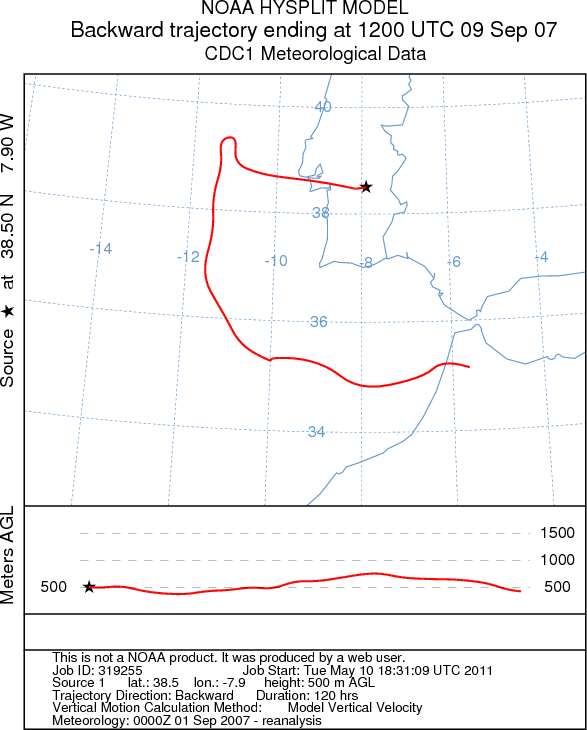 NOAA HYSPLIT MODEL
Backward trajectory ending at 1200 UTC 09 Sep 07
CDC1 Meteorological Data
Source ★ at 38.50 N 7.90 W
40
38
-14
-12
-10
-8
-6
-4
36
34
Meters AGL
1500
1000
500
500
This is not a NOAA product. It was produced by a web user.
Job ID: 319255 Job Start: Tue May 10 18:31:09 UTC 2011
Source 1 lat.: 38.5 lon.: -7.9 height: 500 m AGL
Trajectory Direction: Backward Duration: 120 hrs
Vertical Motion Calculation Method: Model Vertical Velocity
Meteorology: 0000Z 01 Sep 2007 - reanalysis